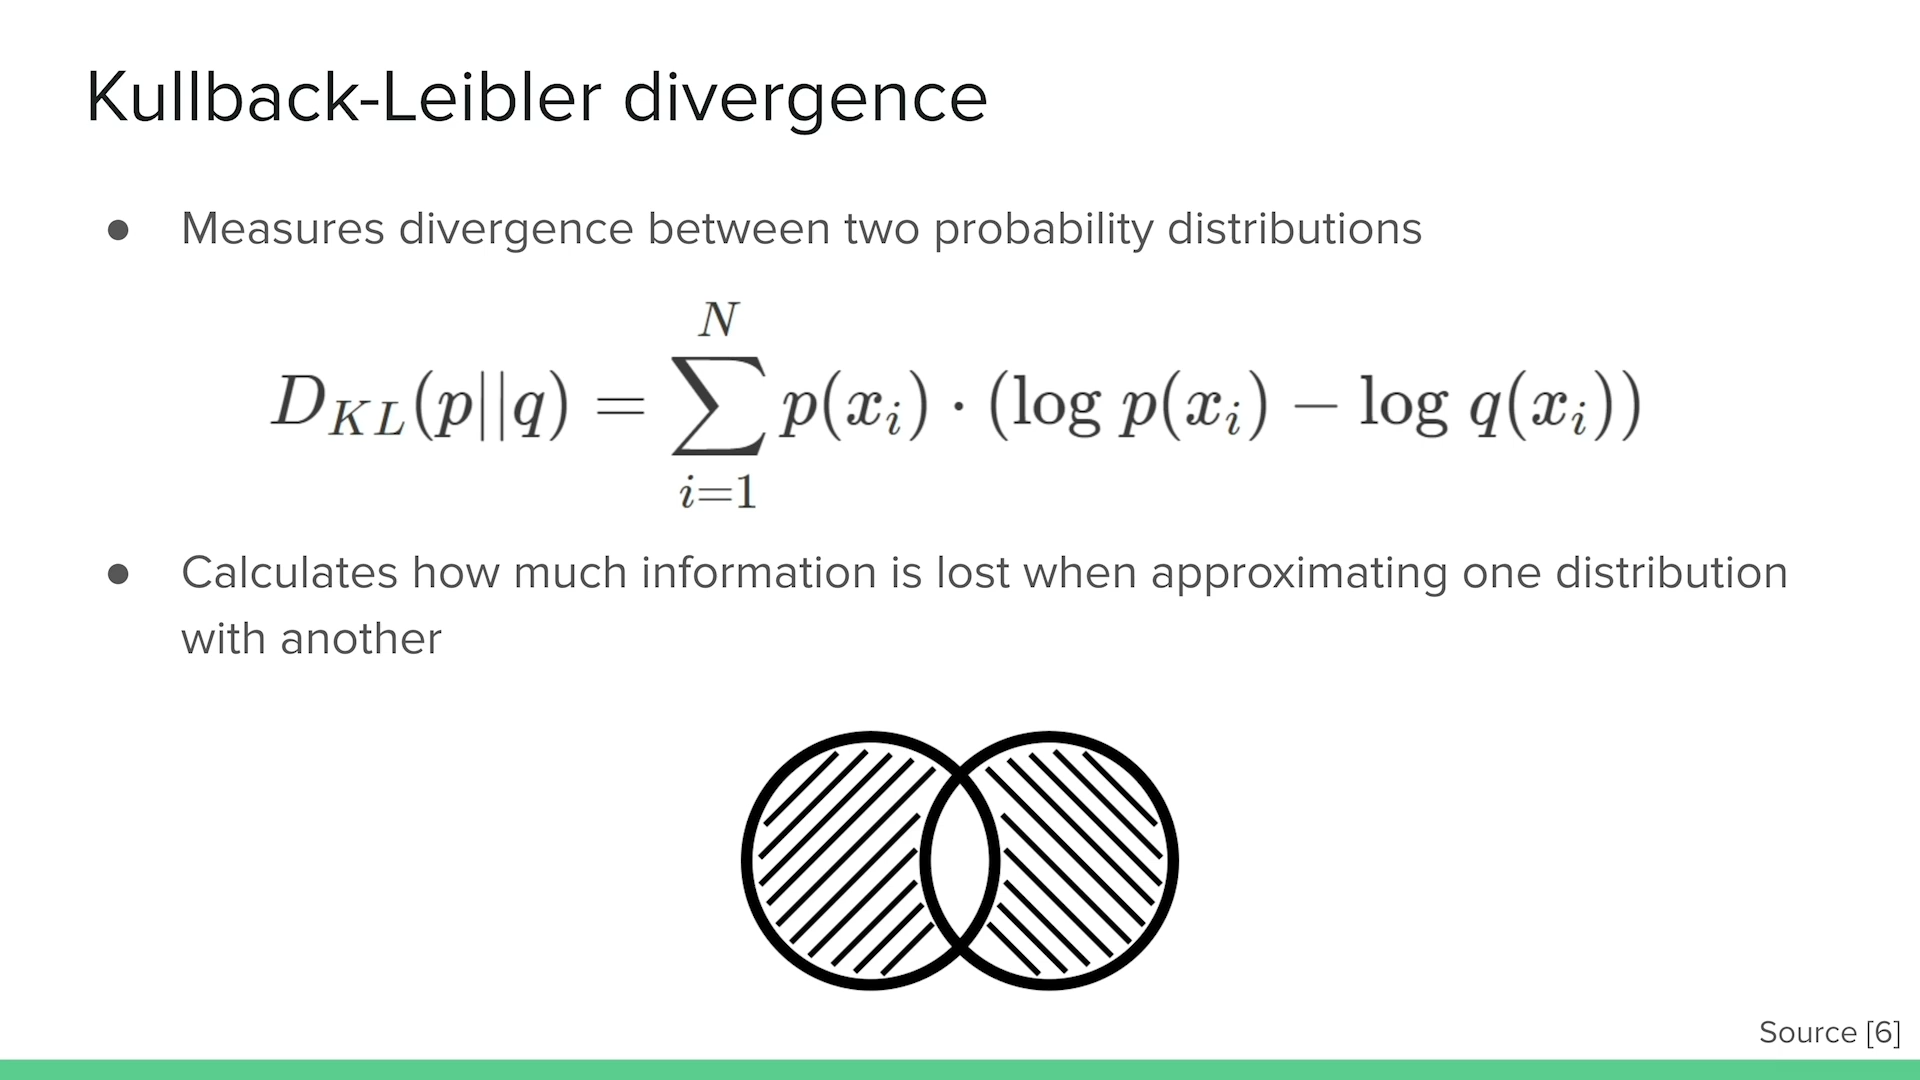 Kullback-Leibler divergence
● Measures divergence between two probability distributions
D_{KL}(p||q) = \sum_{i=1}^{N} p(x_i) · (log p(x_i) − log q(x_i))
● Calculates how much information is lost when approximating one distribution
with another
Source [6]